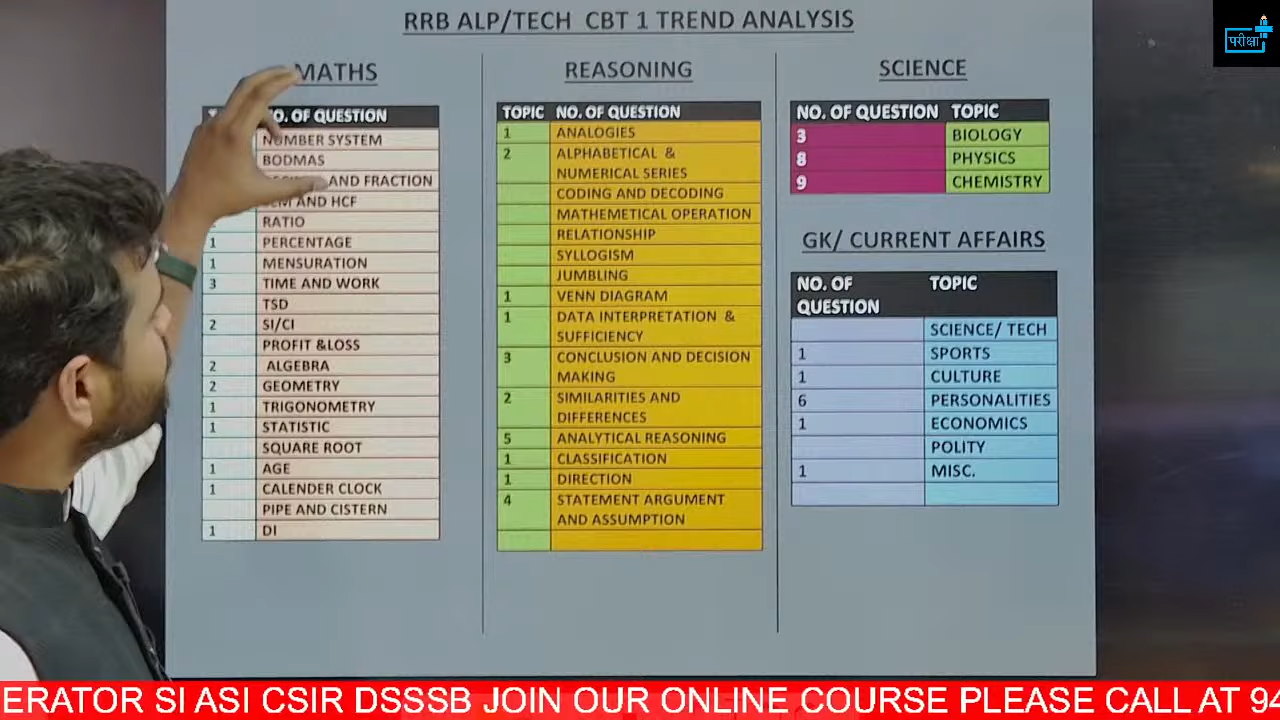 RRB ALP/TECH CBT 1 TREND ANALYSIS
परीक्षा
MATHS
NO. OF QUESTION
NUMBER SYSTEM
BODMAS
AND FRACTION
LCM AND HCF
RATIO
1 PERCENTAGE
1 MENSURATION
3 TIME AND WORK
TSD
2 SI/CI
PROFIT &LOSS
2 ALGEBRA
2 GEOMETRY
1 TRIGONOMETRY
1 STATISTIC
SQUARE ROOT
1 AGE
1 CALENDER CLOCK
PIPE AND CISTERN
1 DI
REASONING
TOPIC NO. OF QUESTION
1 ANALOGIES
2 ALPHABETICAL &
NUMERICAL SERIES
CODING AND DECODING
MATHEMETICAL OPERATION
RELATIONSHIP
SYLLOGISM
JUMBLING
1 VENN DIAGRAM
1 DATA INTERPRETATION &
SUFFICIENCY
3 CONCLUSION AND DECISION
MAKING
2 SIMILARITIES AND
DIFFERENCES
5 ANALYTICAL REASONING
1 CLASSIFICATION
1 DIRECTION
4 STATEMENT ARGUMENT
AND ASSUMPTION
SCIENCE
NO. OF QUESTION TOPIC
3 BIOLOGY
8 PHYSICS
9 CHEMISTRY
GK/ CURRENT AFFAIRS
NO. OF TOPIC
QUESTION
SCIENCE/ TECH
1 SPORTS
1 CULTURE
6 PERSONALITIES
1 ECONOMICS
POLITY
1 MISC.
ERATOR SI ASI CSIR DSSSB JOIN OUR ONLINE COURSE PLEASE CALL AT 94